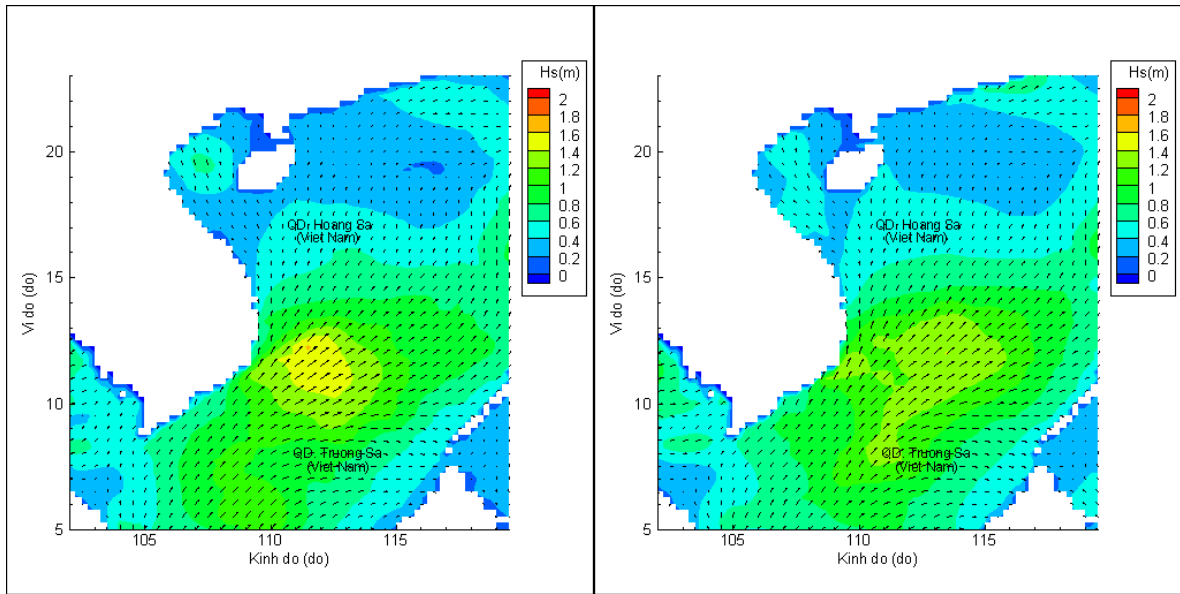 Hs(m)
2
1.8
1.6
1.4
1.2
1
0.8
0.6
0.4
0.2
0
20
15
10
5
Vi do (do)
QD. Hoang Sa
(Viet Nam)
QD. Truong Sa
(Viet Nam)
105
110
115
Kinh do (do)
Hs(m)
2
1.8
1.6
1.4
1.2
1
0.8
0.6
0.4
0.2
0
20
15
10
5
Vi do (do)
QD. Hoang Sa
(Viet Nam)
QD. Truong Sa
(Viet Nam)
105
110
115
Kinh do (do)